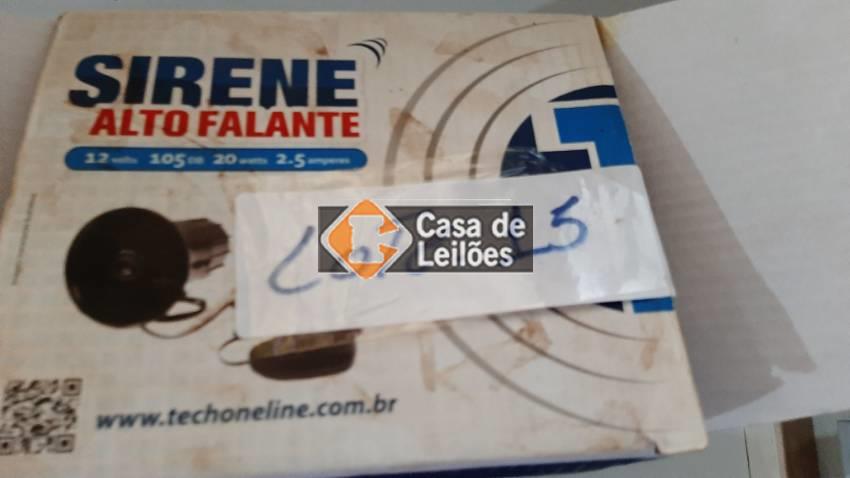 SIRENE
ALTO FALANTE
12 volts 105 DB 20 watts 2.5 amperes
Casa de
Leilões
L5
www.techoneline.com.br